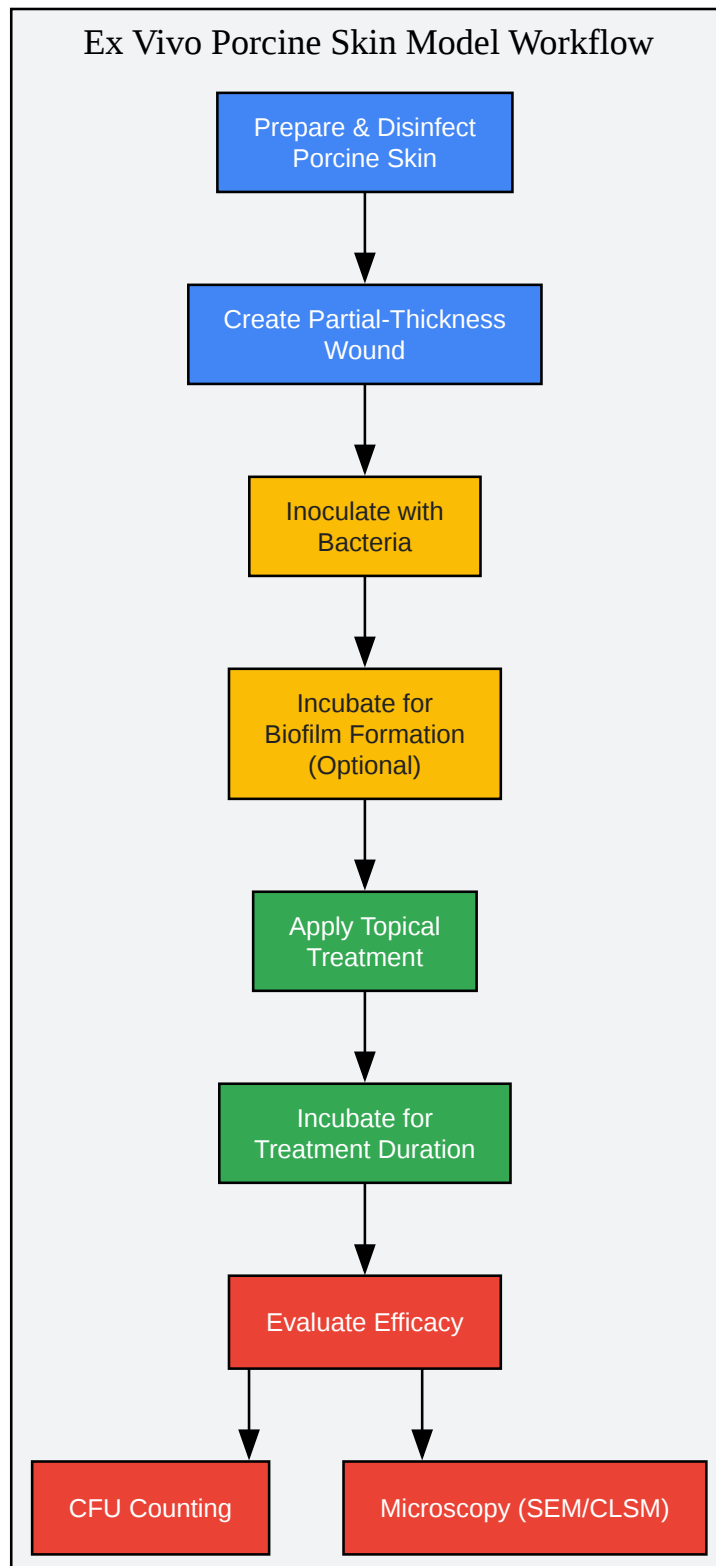 Ex Vivo Porcine Skin Model Workflow
Prepare & Disinfect
Porcine Skin
Create Partial-Thickness
Wound
Inoculate with
Bacteria
Incubate for
Biofilm Formation
(Optional)
Apply Topical
Treatment
Incubate for
Treatment Duration
Evaluate Efficacy
CFU Counting
Microscopy (SEM/CLSM)